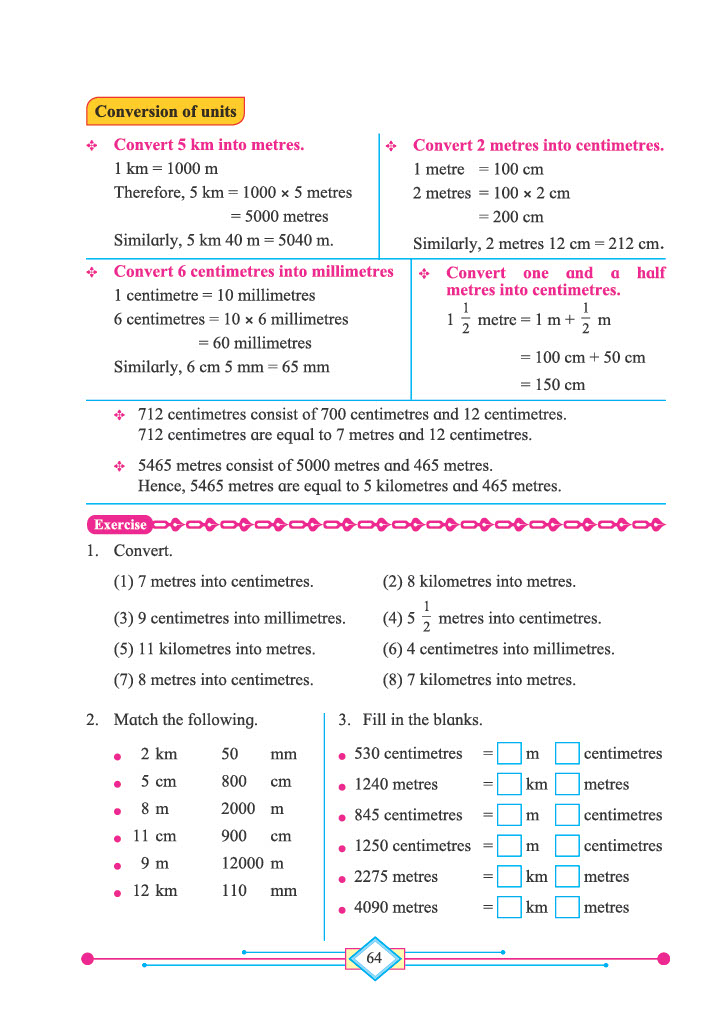 Conversion of units
Convert 5 km into metres.
1 km = 1000 m
Therefore, 5 km = 1000 × 5 metres
= 5000 metres
Similarly, 5 km 40 m = 5040 m.
Convert 2 metres into centimetres.
1 metre = 100 cm
2 metres = 100 × 2 cm
= 200 cm
Similarly, 2 metres 12 cm = 212 cm.
Convert 6 centimetres into millimetres
1 centimetre = 10 millimetres
6 centimetres = 10 × 6 millimetres
= 60 millimetres
Similarly, 6 cm 5 mm = 65 mm
Convert one and a half
metres into centimetres.
1 1/2 metre = 1 m + 1/2 m
= 100 cm + 50 cm
= 150 cm
712 centimetres consist of 700 centimetres and 12 centimetres.
712 centimetres are equal to 7 metres and 12 centimetres.
5465 metres consist of 5000 metres and 465 metres.
Hence, 5465 metres are equal to 5 kilometres and 465 metres.
Exercise
1. Convert.
(1) 7 metres into centimetres. (2) 8 kilometres into metres.
(3) 9 centimetres into millimetres. (4) 5 1/2 metres into centimetres.
(5) 11 kilometres into metres. (6) 4 centimetres into millimetres.
(7) 8 metres into centimetres. (8) 7 kilometres into metres.
2. Match the following.
2 km 50 mm
5 cm 800 cm
8 m 2000 m
11 cm 900 cm
9 m 12000 m
12 km 110 mm
3. Fill in the blanks.
530 centimetres = m centimetres
1240 metres = km metres
845 centimetres = m centimetres
1250 centimetres = m centimetres
2275 metres = km metres
4090 metres = km metres
64